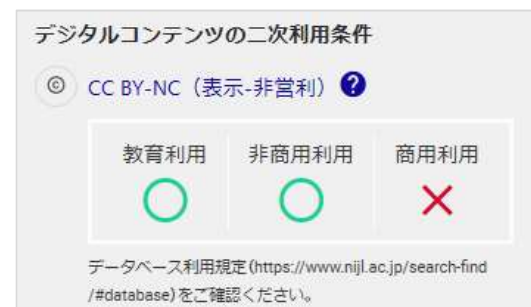 デジタルコンテンツの二次利用条件
© CC BY-NC（表示-非営利） ?
教育利用 非商用利用 商用利用
データベース利用規定(https://www.nijl.ac.jp/search-find
/#database)をご確認ください。